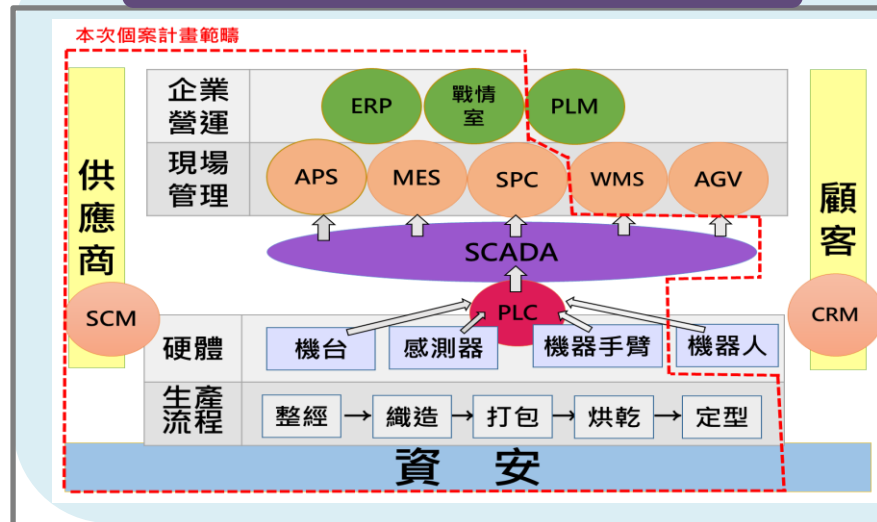 本次個案計畫範疇
供應商
SCM
企業
營運
ERP
戰情
室
PLM
現場
管理
APS
MES
SPC
WMS
AGV
SCADA
PLC
硬體
機台
感測器
機器手臂
機器人
生產
流程
整經→織造→打包→烘乾→定型
資 安
顧客
CRM